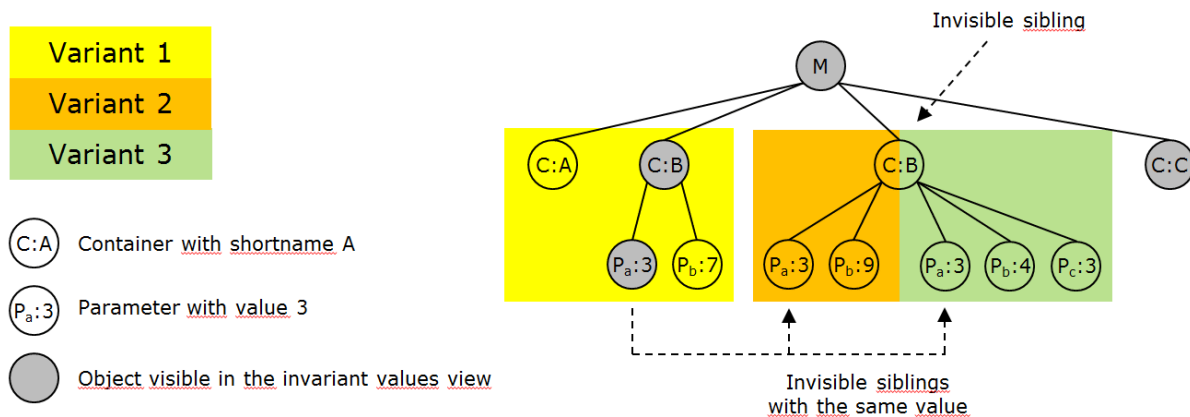 Variant 1
Variant 2
Variant 3
C:A Container with shortname A
Pa:3 Parameter with value 3
Object visible in the invariant values view
Invisible sibling
M
C:A C:B C:B C:C
Pa:3 Pb:7 Pa:3 Pb:9 Pa:3 Pb:4 Pc:3
Invisible siblings
with the same value